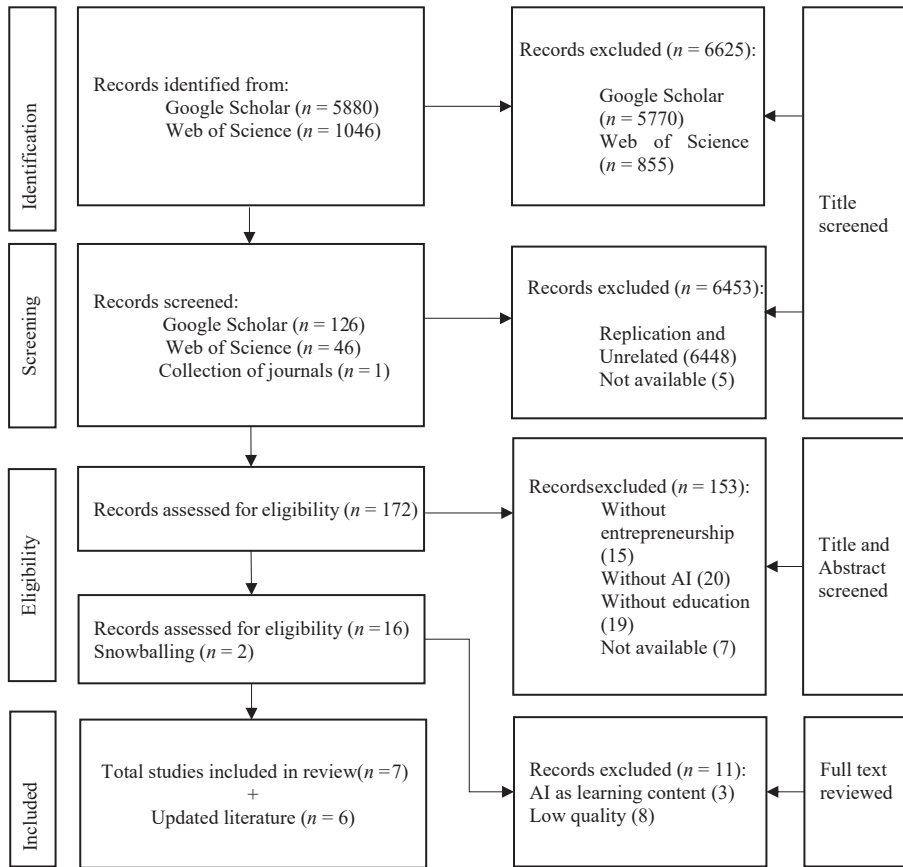 Identification
Records identified from:
Google Scholar (n = 5880)
Web of Science (n = 1046)
Records excluded (n = 6625):
Google Scholar
(n = 5770)
Web of Science
(n = 855)
Title
screened
Screening
Records screened:
Google Scholar (n = 126)
Web of Science (n = 46)
Collection of journals (n = 1)
Records excluded (n = 6453):
Replication and
Unrelated (6448)
Not available (5)
Eligibility
Records assessed for eligibility (n = 172)
Recordsexcluded (n = 153):
Without
entrepreneurship
(15)
Without AI (20)
Without education
(19)
Not available (7)
Title and
Abstract
screened
Records assessed for eligibility (n = 16)
Snowballing (n = 2)
Included
Total studies included in review(n = 7)
+
Updated literature (n = 6)
Records excluded (n = 11):
AI as learning content (3)
Low quality (8)
Full text
reviewed